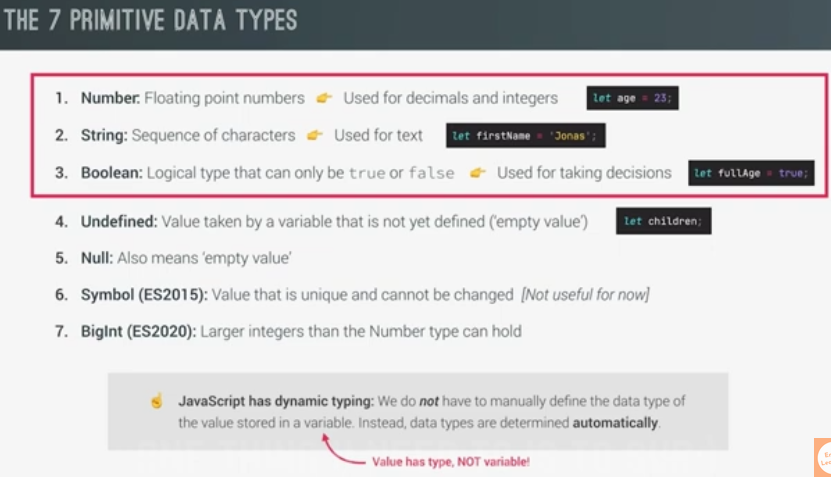 THE 7 PRIMITIVE DATA TYPES
1. Number: Floating point numbers 👉 Used for decimals and integers let age = 23;
2. String: Sequence of characters 👉 Used for text let firstName = 'Jonas';
3. Boolean: Logical type that can only be true or false 👉 Used for taking decisions let fullAge = true;
4. Undefined: Value taken by a variable that is not yet defined ('empty value') let children;
5. Null: Also means 'empty value'
6. Symbol (ES2015): Value that is unique and cannot be changed [Not useful for now]
7. BigInt (ES2020): Larger integers than the Number type can hold
☝ JavaScript has dynamic typing: We do not have to manually define the data type of
the value stored in a variable. Instead, data types are determined automatically.
Value has type, NOT variable!